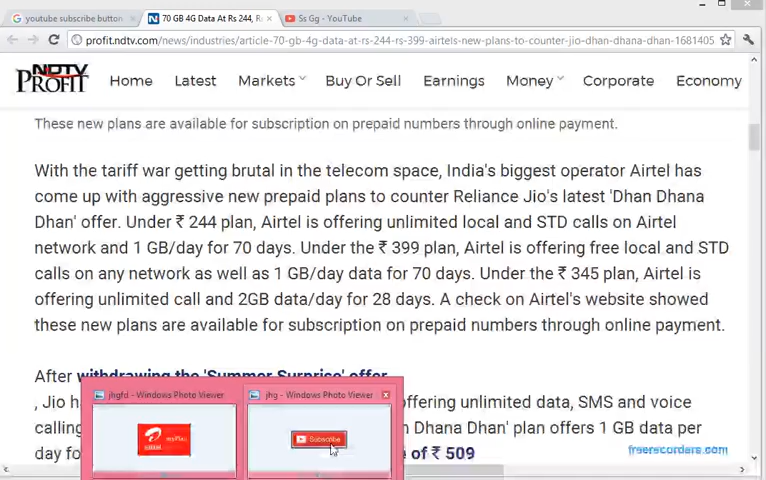 youtube subscribe button
70 GB 4G Data At Rs 244, R
Ss Gg - YouTube
profit.ndtv.com/news/industries/article-70-gb-4g-data-at-rs-244-rs-399-airtels-new-plans-to-counter-jio-dhan-dhana-dhan-1681405
NDTV
PROFIT
Home Latest Markets Buy Or Sell Earnings Money Corporate Economy
These new plans are available for subscription on prepaid numbers through online payment.
With the tariff war getting brutal in the telecom space, India's biggest operator Airtel has
come up with aggressive new prepaid plans to counter Reliance Jio's latest 'Dhan Dhana
Dhan' offer. Under ₹ 244 plan, Airtel is offering unlimited local and STD calls on Airtel
network and 1 GB/day for 70 days. Under the ₹ 399 plan, Airtel is offering free local and STD
calls on any network as well as 1 GB/day data for 70 days. Under the ₹ 345 plan, Airtel is
offering unlimited call and 2GB data/day for 28 days. A check on Airtel's website showed
these new plans are available for subscription on prepaid numbers through online payment.
After withdrawing the 'Summer Surprise' offer
jhgfd - Windows Photo Viewer
jhg - Windows Photo Viewer
, Jio h offering unlimited data, SMS and voice
calling Dhan Dhana Dhan' plan offers 1 GB data per
airtel
Subscribe
day fo of ₹ 509
freerecorders.com